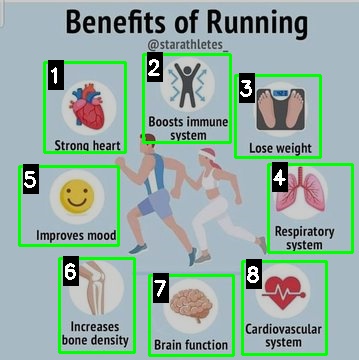 Benefits of Running
@starathletes_
1
Strong heart
2
Boosts immune
system
3
Lose weight
4
Respiratory
system
5
Improves mood
6
Increases
bone density
7
Brain function
8
Cardiovascular
system